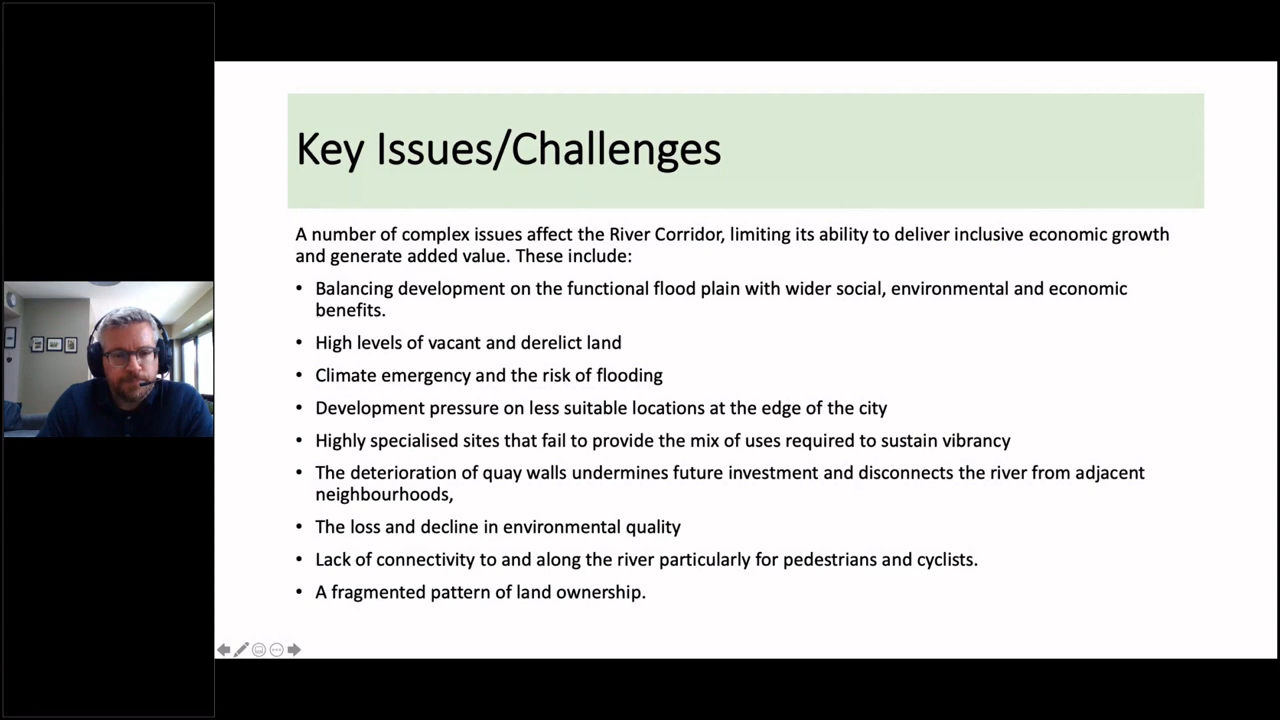 Key Issues/Challenges
A number of complex issues affect the River Corridor, limiting its ability to deliver inclusive economic growth
and generate added value. These include:
• Balancing development on the functional flood plain with wider social, environmental and economic
benefits.
• High levels of vacant and derelict land
• Climate emergency and the risk of flooding
• Development pressure on less suitable locations at the edge of the city
• Highly specialised sites that fail to provide the mix of uses required to sustain vibrancy
• The deterioration of quay walls undermines future investment and disconnects the river from adjacent
neighbourhoods,
• The loss and decline in environmental quality
• Lack of connectivity to and along the river particularly for pedestrians and cyclists.
• A fragmented pattern of land ownership.